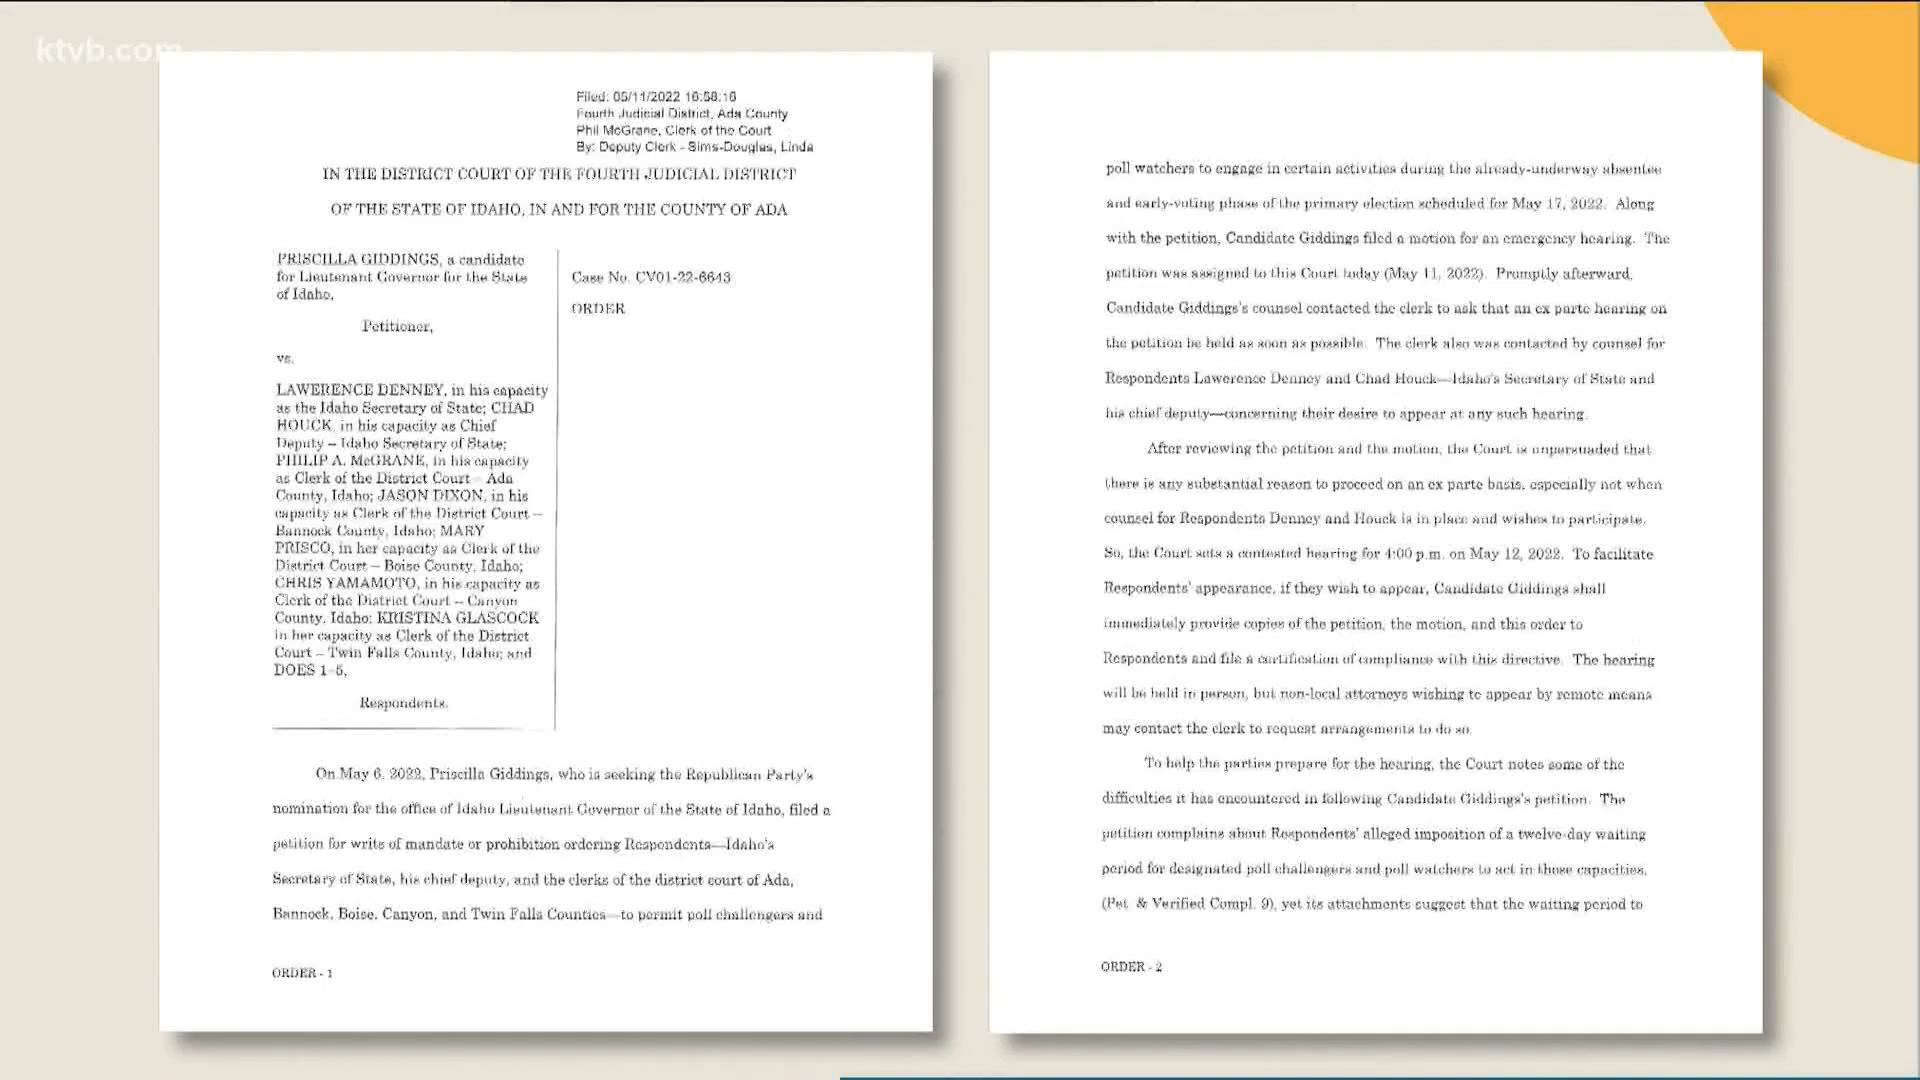 ktvb.com
Filed: 05/11/2022 16:58:16
Fourth Judicial District, Ada County
Phil McGrane, Clerk of the Court
By: Deputy Clerk - Sims-Douglas, Linda
IN THE DISTRICT COURT OF THE FOURTH JUDICIAL DISTRICT
OF THE STATE OF IDAHO, IN AND FOR THE COUNTY OF ADA
PRISCILLA GIDDINGS, a candidate
for Lieutenant Governor for the State
of Idaho,
Petitioner,
vs.
LAWERENCE DENNEY, in his capacity
as the Idaho Secretary of State; CHAD
HOUCK, in his capacity as Chief
Deputy – Idaho Secretary of State;
PHILIP A. McGRANE, in his capacity
as Clerk of the District Court – Ada
County, Idaho; JASON DIXON, in his
capacity as Clerk of the District Court –
Bannock County, Idaho; MARY
PRISCO, in her capacity as Clerk of the
District Court – Boise County, Idaho;
CHRIS YAMAMOTO, in his capacity as
Clerk of the District Court – Canyon
County, Idaho; KRISTINA GLASCOCK
in her capacity as Clerk of the District
Court – Twin Falls County, Idaho; and
DOES 1-5,
Respondents.
Case No. CV01-22-6643
ORDER
On May 6, 2022, Priscilla Giddings, who is seeking the Republican Party's
nomination for the office of Idaho Lieutenant Governor of the State of Idaho, filed a
petition for writs of mandate or prohibition ordering Respondents—Idaho's
Secretary of State, his chief deputy, and the clerks of the district court of Ada,
Bannock, Boise, Canyon, and Twin Falls Counties—to permit poll challengers and
ORDER - 1
poll watchers to engage in certain activities during the already-underway absentee
and early-voting phase of the primary election scheduled for May 17, 2022. Along
with the petition, Candidate Giddings filed a motion for an emergency hearing. The
petition was assigned to this Court today (May 11, 2022). Promptly afterward,
Candidate Giddings's counsel contacted the clerk to ask that an ex parte hearing on
the petition be held as soon as possible. The clerk also was contacted by counsel for
Respondents Lawerence Denney and Chad Houck—Idaho's Secretary of State and
his chief deputy—concerning their desire to appear at any such hearing.
After reviewing the petition and the motion, the Court is unpersuaded that
there is any substantial reason to proceed on an ex parte basis, especially not when
counsel for Respondents Denney and Houck is in place and wishes to participate.
So, the Court sets a contested hearing for 4:00 p.m. on May 12, 2022. To facilitate
Respondents' appearance, if they wish to appear, Candidate Giddings shall
immediately provide copies of the petition, the motion, and this order to
Respondents and file a certification of compliance with this directive. The hearing
will be held in person, but non-local attorneys wishing to appear by remote means
may contact the clerk to request arrangements to do so.
To help the parties prepare for the hearing, the Court notes some of the
difficulties it has encountered in following Candidate Giddings's petition. The
petition complains about Respondents' alleged imposition of a twelve-day waiting
period for designated poll challengers and poll watchers to act in those capacities,
(Pet. & Verified Compl. 9), yet its attachments suggest that the waiting period to
ORDER - 2